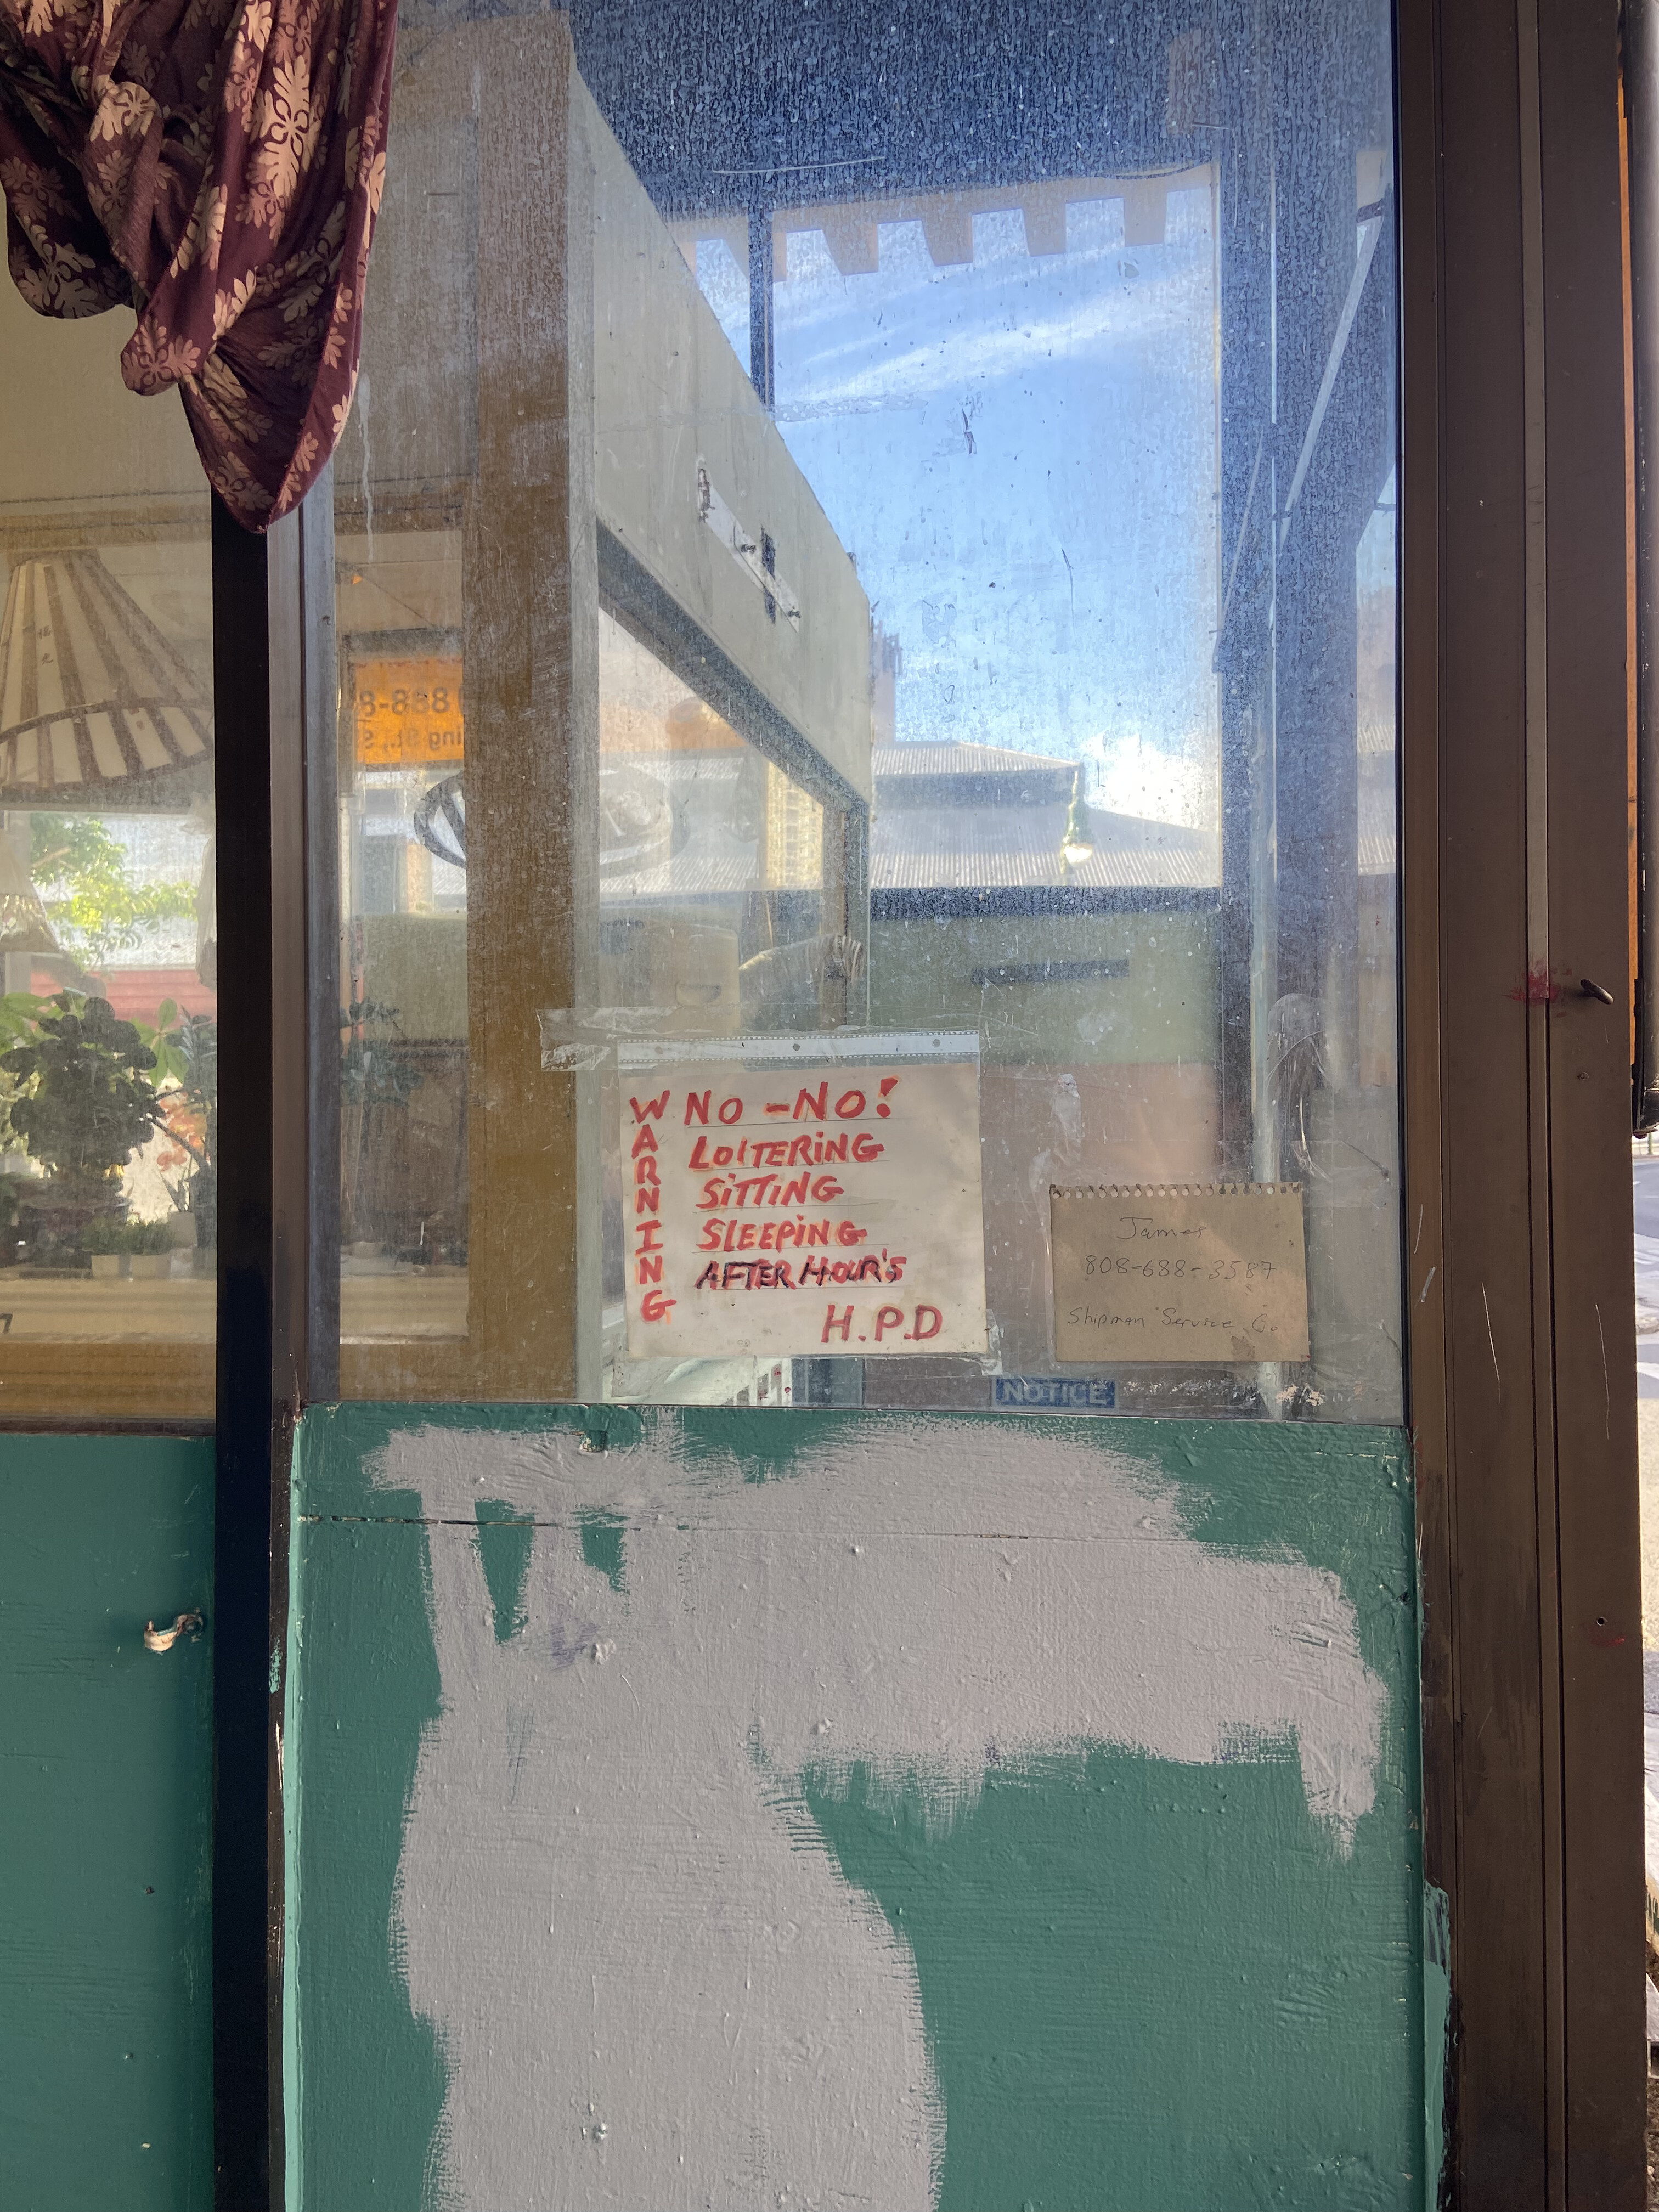 888-8
ing St., S
WARNING
NO-NO!
LOITERING
SITTING
SLEEPING
AFTER HOUR'S
H.P.D
James
808-688-3587
Shipman Service Co
NOTICE